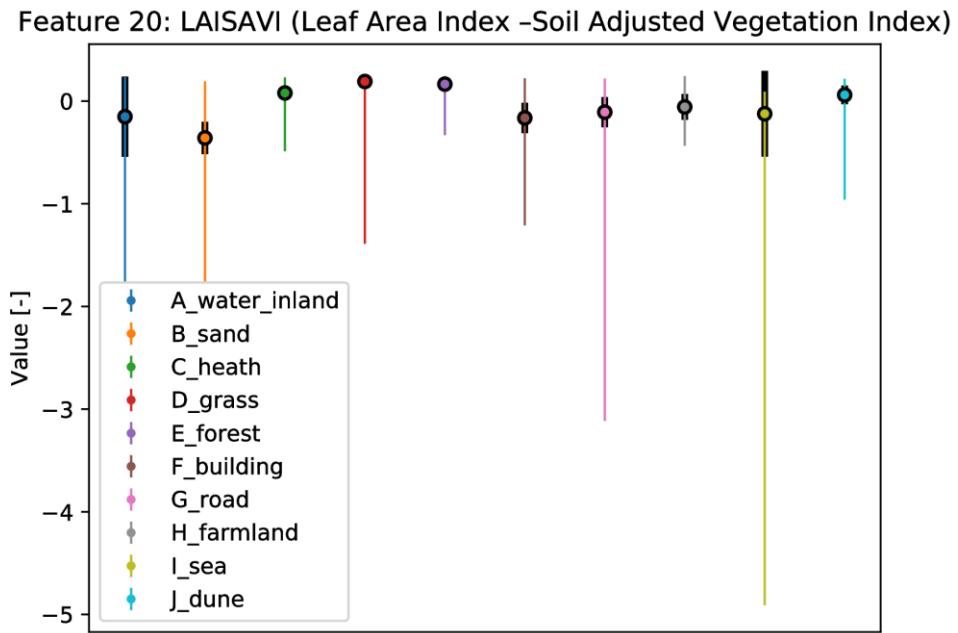 Feature 20: LAISAVI (Leaf Area Index –Soil Adjusted Vegetation Index)
0
−1
−2
−3
−4
−5
Value [-]
A_water_inland
B_sand
C_heath
D_grass
E_forest
F_building
G_road
H_farmland
I_sea
J_dune